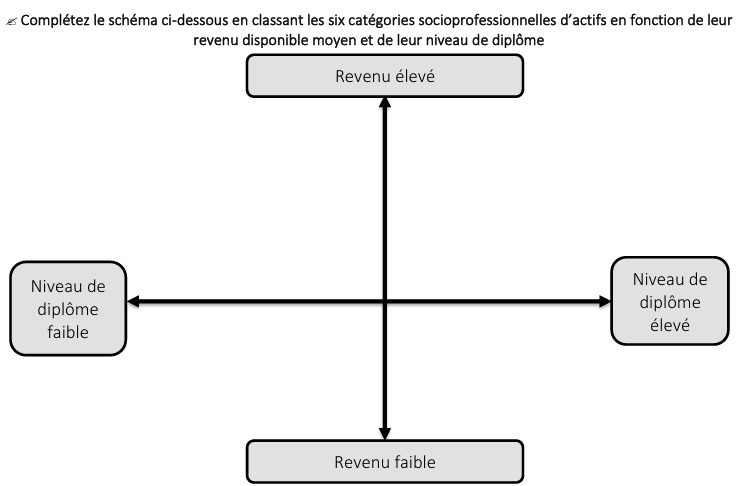 ✍ Complétez le schéma ci-dessous en classant les six catégories socioprofessionnelles d’actifs en fonction de leur
revenu disponible moyen et de leur niveau de diplôme
Revenu élevé
Niveau de
diplôme
faible
Niveau de
diplôme
élevé
Revenu faible